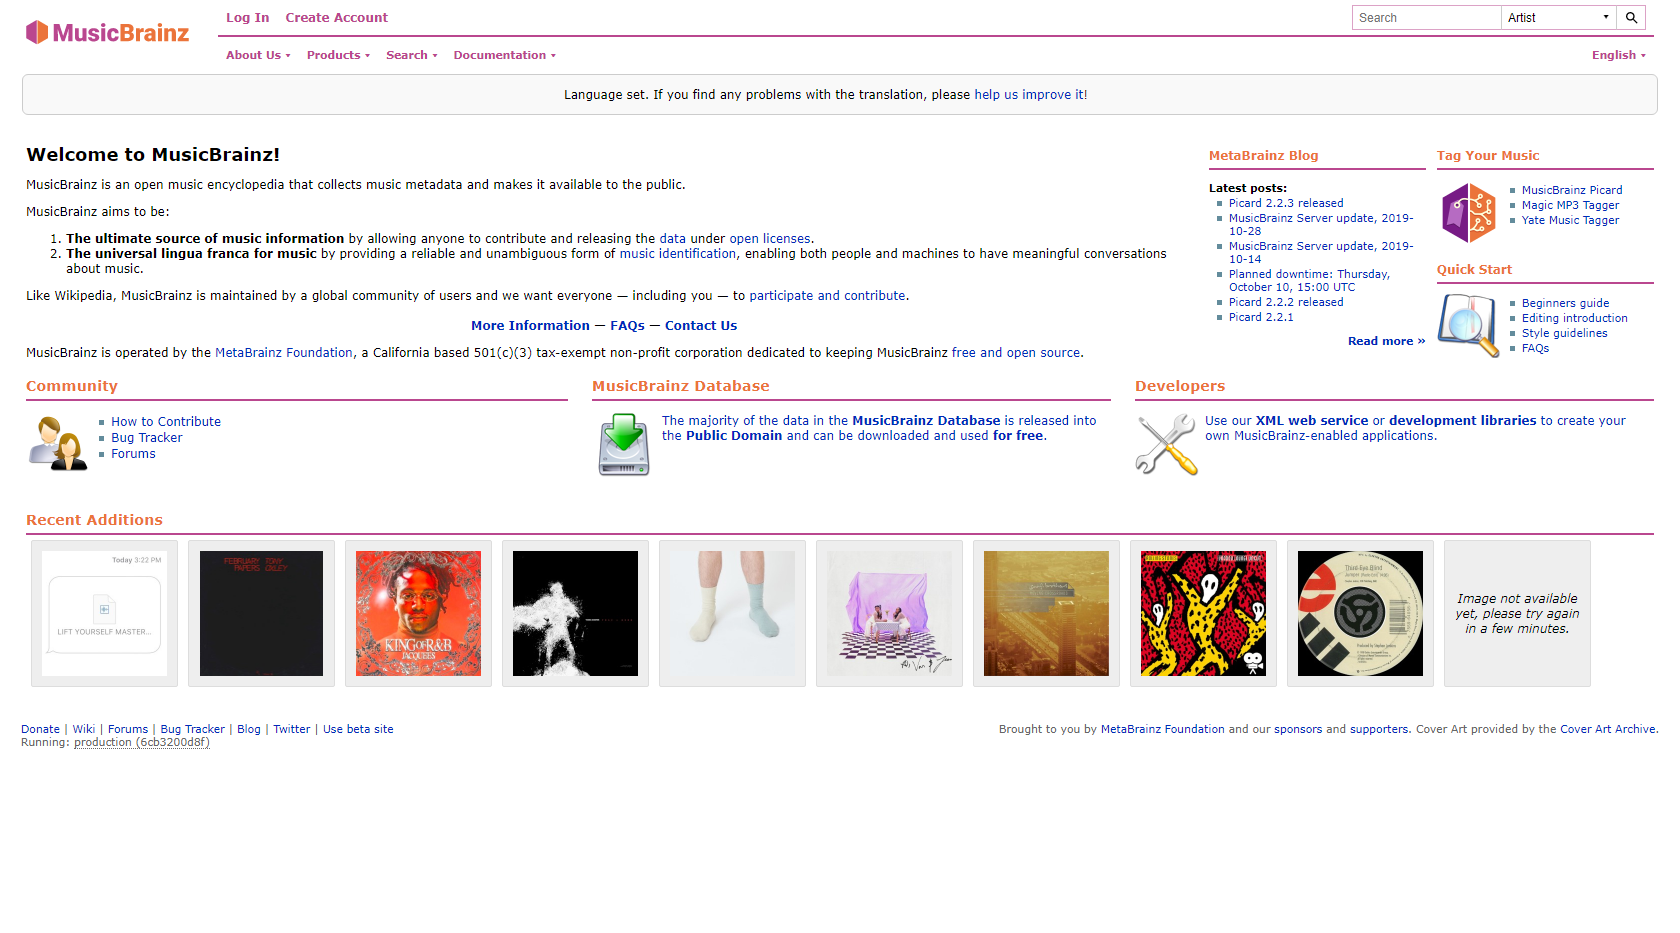 MusicBrainz
Log In Create Account
Search Artist
About Us Products Search Documentation
English
Language set. If you find any problems with the translation, please help us improve it!
Welcome to MusicBrainz!
MusicBrainz is an open music encyclopedia that collects music metadata and makes it available to the public.
MusicBrainz aims to be:
1. The ultimate source of music information by allowing anyone to contribute and releasing the data under open licenses.
2. The universal lingua franca for music by providing a reliable and unambiguous form of music identification, enabling both people and machines to have meaningful conversations
about music.
Like Wikipedia, MusicBrainz is maintained by a global community of users and we want everyone — including you — to participate and contribute.
More Information — FAQs — Contact Us
MusicBrainz is operated by the MetaBrainz Foundation, a California based 501(c)(3) tax-exempt non-profit corporation dedicated to keeping MusicBrainz free and open source.
MetaBrainz Blog
Latest posts:
Picard 2.2.3 released
MusicBrainz Server update, 2019-
10-28
MusicBrainz Server update, 2019-
10-14
Planned downtime: Thursday,
October 10, 15:00 UTC
Picard 2.2.2 released
Picard 2.2.1
Read more »
Tag Your Music
MusicBrainz Picard
Magic MP3 Tagger
Yate Music Tagger
Quick Start
Beginners guide
Editing introduction
Style guidelines
FAQs
Community
How to Contribute
Bug Tracker
Forums
MusicBrainz Database
The majority of the data in the MusicBrainz Database is released into
the Public Domain and can be downloaded and used for free.
Developers
Use our XML web service or development libraries to create your
own MusicBrainz-enabled applications.
Recent Additions
Today 3:22 PM
LIFT YOURSELF MASTER...
FEBRUARY TONY
PAPERS OXLEY
KING OF R&B
JACQUEES
Third Eye Blind
Image not available
yet, please try again
in a few minutes.
Donate | Wiki | Forums | Bug Tracker | Blog | Twitter | Use beta site
Running: production (6cb3200d8f)
Brought to you by MetaBrainz Foundation and our sponsors and supporters. Cover Art provided by the Cover Art Archive.